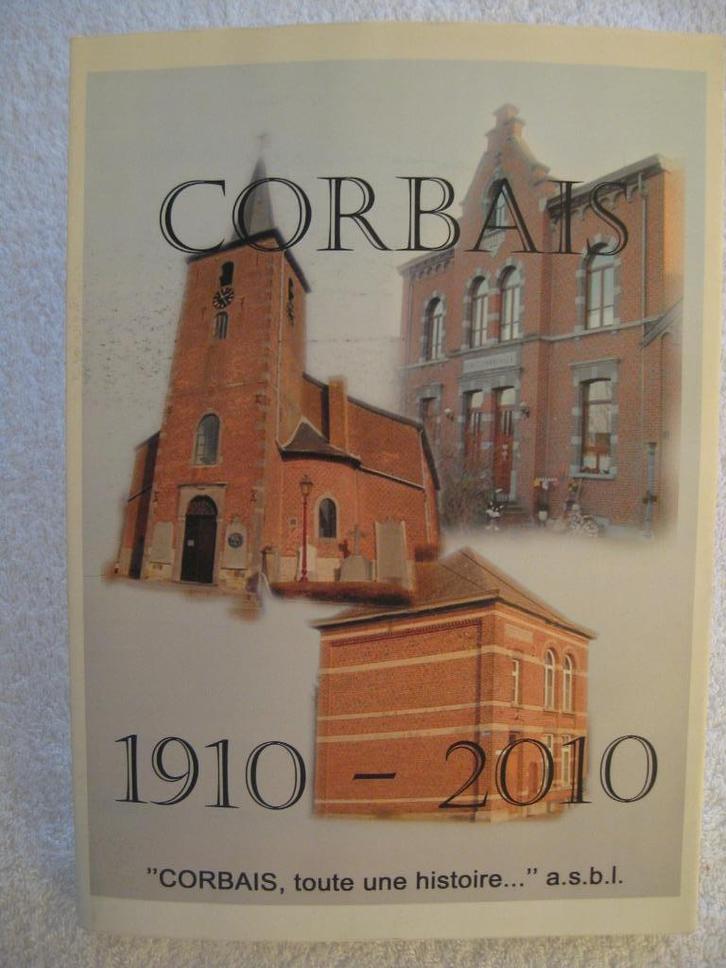 CORBAIS
1910 - 2010
"CORBAIS, toute une histoire..." a.s.b.l.